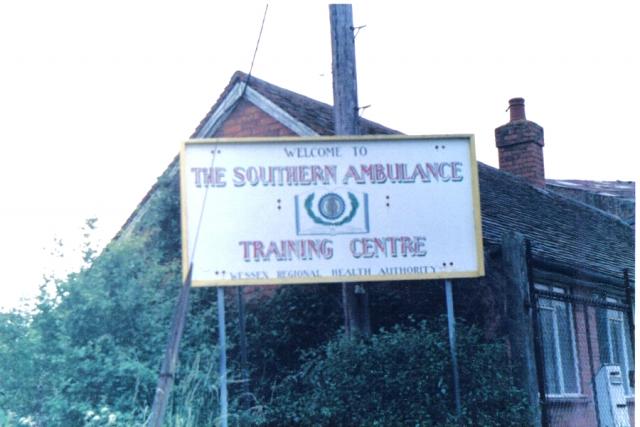 WELCOME TO
THE SOUTHERN AMBULANCE
TRAINING CENTRE
WESSEX REGIONAL HEALTH AUTHORITY